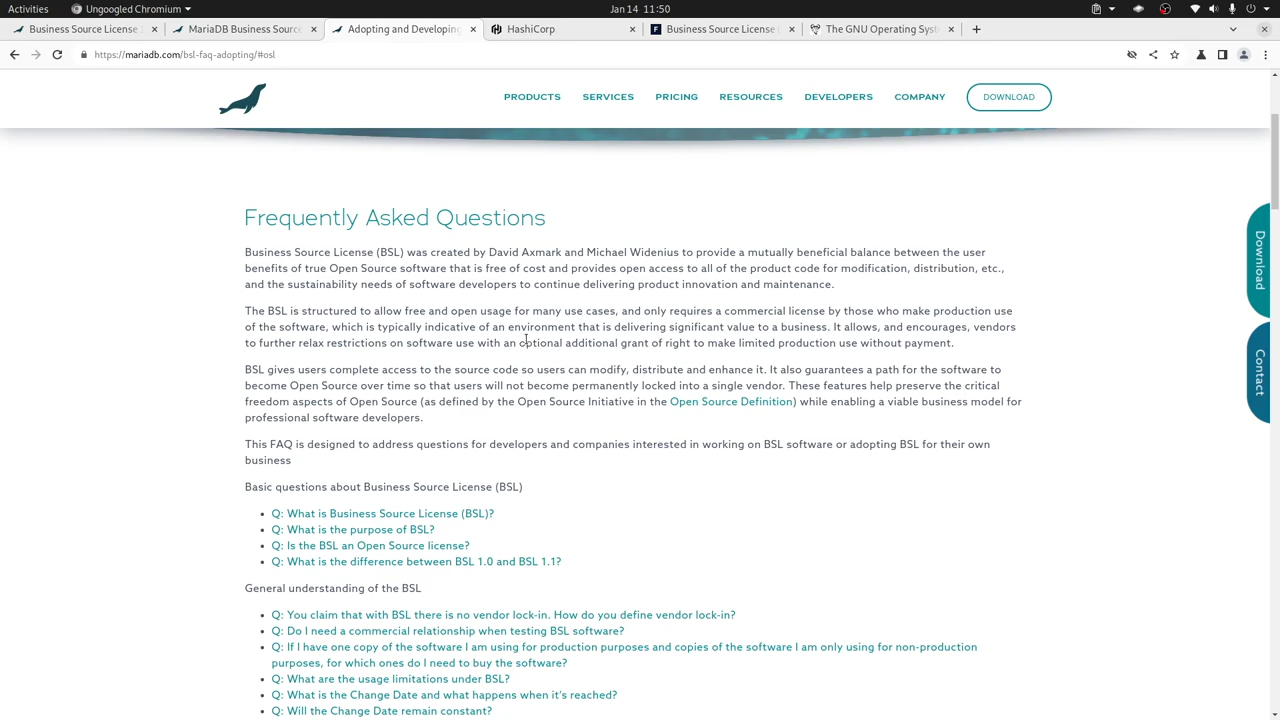 Activities
Ungoogled Chromium
Jan 14 11:50
Business Source License
MariaDB Business Source
Adopting and Developing
HashiCorp
Business Source License
The GNU Operating Syst
https://mariadb.com/bsl-faq-adopting/#osl
PRODUCTS
SERVICES
PRICING
RESOURCES
DEVELOPERS
COMPANY
DOWNLOAD
Frequently Asked Questions
Business Source License (BSL) was created by David Axmark and Michael Widenius to provide a mutually beneficial balance between the user
benefits of true Open Source software that is free of cost and provides open access to all of the product code for modification, distribution, etc.,
and the sustainability needs of software developers to continue delivering product innovation and maintenance.
The BSL is structured to allow free and open usage for many use cases, and only requires a commercial license by those who make production use
of the software, which is typically indicative of an environment that is delivering significant value to a business. It allows, and encourages, vendors
to further relax restrictions on software use with an optional additional grant of right to make limited production use without payment.
BSL gives users complete access to the source code so users can modify, distribute and enhance it. It also guarantees a path for the software to
become Open Source over time so that users will not become permanently locked into a single vendor. These features help preserve the critical
freedom aspects of Open Source (as defined by the Open Source Initiative in the Open Source Definition) while enabling a viable business model for
professional software developers.
This FAQ is designed to address questions for developers and companies interested in working on BSL software or adopting BSL for their own
business
Basic questions about Business Source License (BSL)
Q: What is Business Source License (BSL)?
Q: What is the purpose of BSL?
Q: Is the BSL an Open Source license?
Q: What is the difference between BSL 1.0 and BSL 1.1?
General understanding of the BSL
Q: You claim that with BSL there is no vendor lock-in. How do you define vendor lock-in?
Q: Do I need a commercial relationship when testing BSL software?
Q: If I have one copy of the software I am using for production purposes and copies of the software I am only using for non-production
purposes, for which ones do I need to buy the software?
Q: What are the usage limitations under BSL?
Q: What is the Change Date and what happens when it's reached?
Q: Will the Change Date remain constant?
Download
Contact